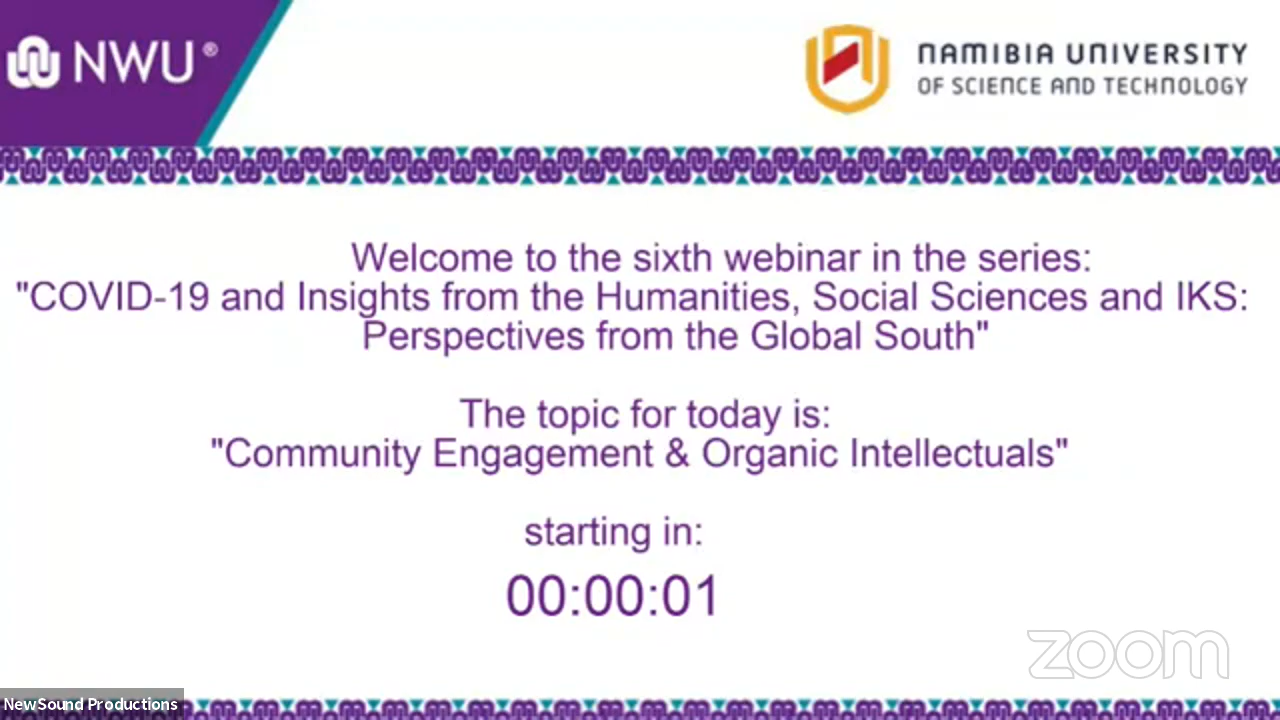 NWU®
NAMIBIA UNIVERSITY
OF SCIENCE AND TECHNOLOGY
Welcome to the sixth webinar in the series:
"COVID-19 and Insights from the Humanities, Social Sciences and IKS:
Perspectives from the Global South"
The topic for today is:
"Community Engagement & Organic Intellectuals"
starting in:
00:00:01
zoom
NewSound Productions